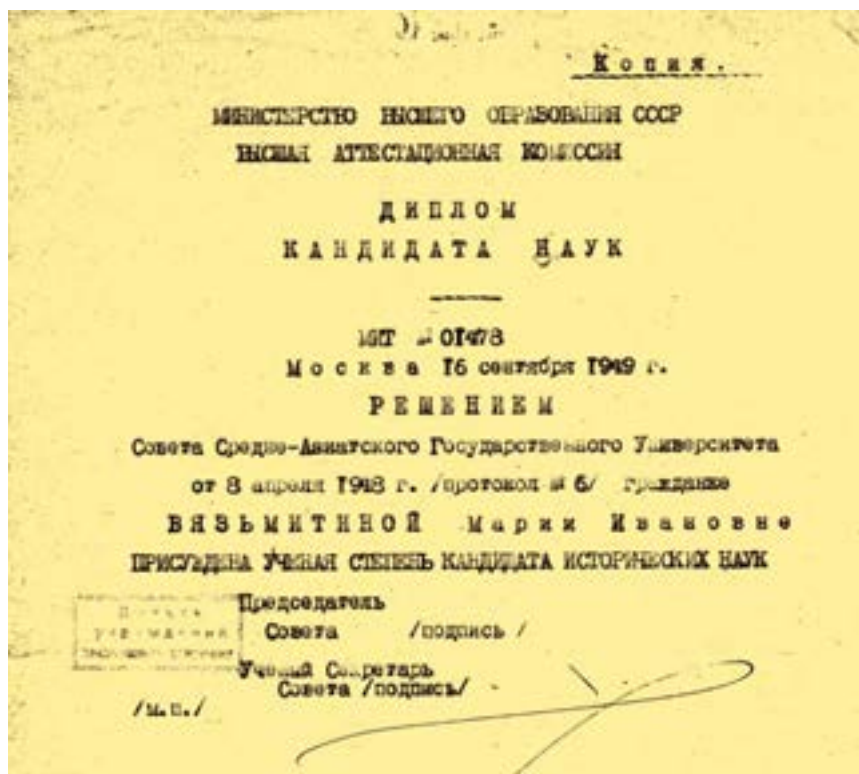 Копия.
МИНИСТЕРСТВО ВЫСШЕГО ОБРАЗОВАНИЯ СССР
ВЫСШАЯ АТТЕСТАЦИОННАЯ КОМИССИЯ
ДИПЛОМ
КАНДИДАТА НАУК
МИТ № 01478
Москва 16 сентября 1949 г.
РЕШЕНИЕМ
Совета Средне-Азиатского Государственного Университета
от 8 апреля 1948 г. /протокол № 6/ гражданке
ВЯЗЬМИТИНОЙ Марии Ивановне
ПРИСУЖДЕНА УЧЕНАЯ СТЕПЕНЬ КАНДИДАТА ИСТОРИЧЕСКИХ НАУК
Председатель
Совета /подпись /
Ученый Секретарь
Совета /подпись/
/м.п./